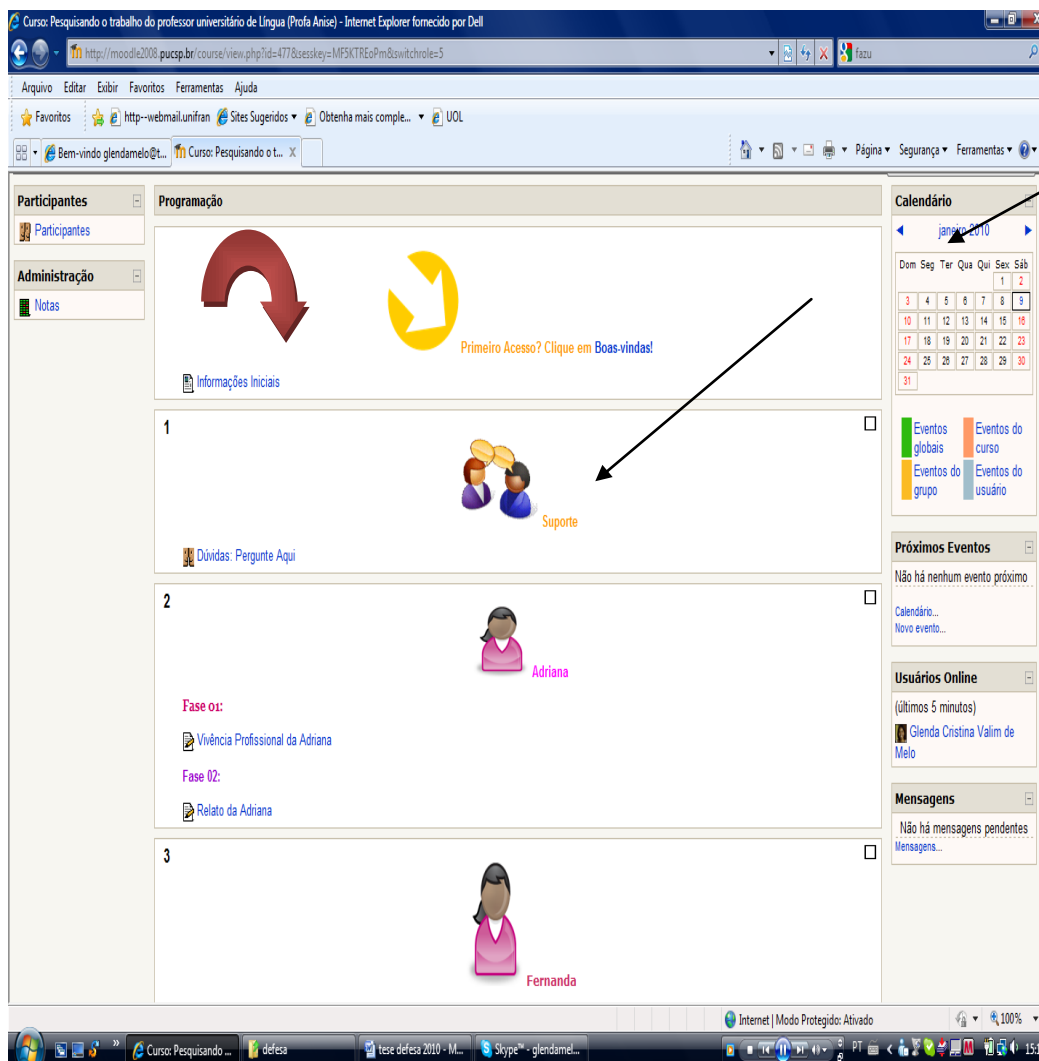 Curso: Pesquisando o trabalho do professor universitário de Língua (Profa Anise) - Internet Explorer fornecido por Dell
http://moodle2008.pucsp.br/course/view.php?id=477&sesskey=MF5KTREoPm&switchrole=5
fazu
Arquivo Editar Exibir Favoritos Ferramentas Ajuda
Favoritos http--webmail.unifran Sites Sugeridos Obtenha mais comple... UOL
Bem-vindo glendamelo@t... Curso: Pesquisando o t... X Página Segurança Ferramentas
Participantes
Participantes
Administração
Notas
Programação
Primeiro Acesso? Clique em Boas-vindas!
Informações Iniciais
1
Suporte
Dúvidas: Pergunte Aqui
2
Adriana
Fase 01:
Vivência Profissional da Adriana
Fase 02:
Relato da Adriana
3
Fernanda
Calendário
janeiro 2010
Dom Seg Ter Qua Qui Sex Sáb
1 2
3 4 5 6 7 8 9
10 11 12 13 14 15 16
17 18 19 20 21 22 23
24 25 26 27 28 29 30
31
Eventos globais
Eventos do curso
Eventos do grupo
Eventos do usuário
Próximos Eventos
Não há nenhum evento próximo
Calendário...
Novo evento...
Usuários Online
(últimos 5 minutos)
Glenda Cristina Valim de
Melo
Mensagens
Não há mensagens pendentes
Mensagens...
Internet | Modo Protegido: Ativado 100%
Curso: Pesquisando ... defesa tese defesa 2010 - M... Skype™ - glendamel... PT